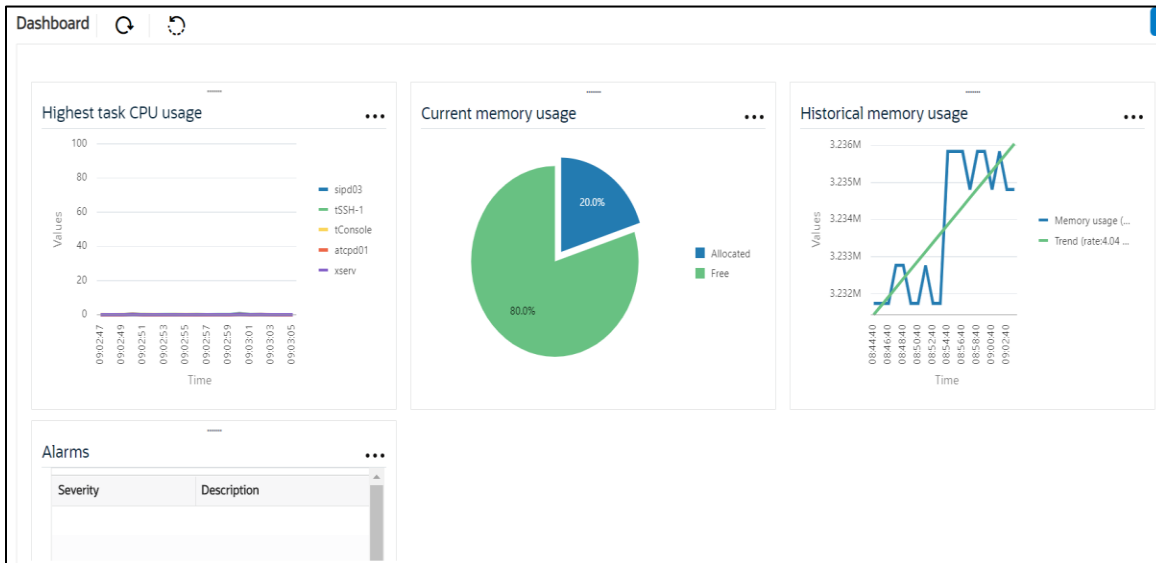 Dashboard
Highest task CPU usage
100
80
60
40
20
0
Values
09:02:47
09:02:49
09:02:51
09:02:53
09:02:55
09:02:57
09:02:59
09:03:01
09:03:03
09:03:05
Time
sipd03
tSSH-1
tConsole
atcpd01
xserv
Current memory usage
20.0%
80.0%
Allocated
Free
Historical memory usage
3.236M
3.235M
3.234M
3.233M
3.232M
Values
08:44:40
08:46:40
08:48:40
08:50:40
08:52:40
08:54:40
08:56:40
08:58:40
09:00:40
09:02:40
Time
Memory usage (...
Trend (rate:4.04 ...
Alarms
Severity Description